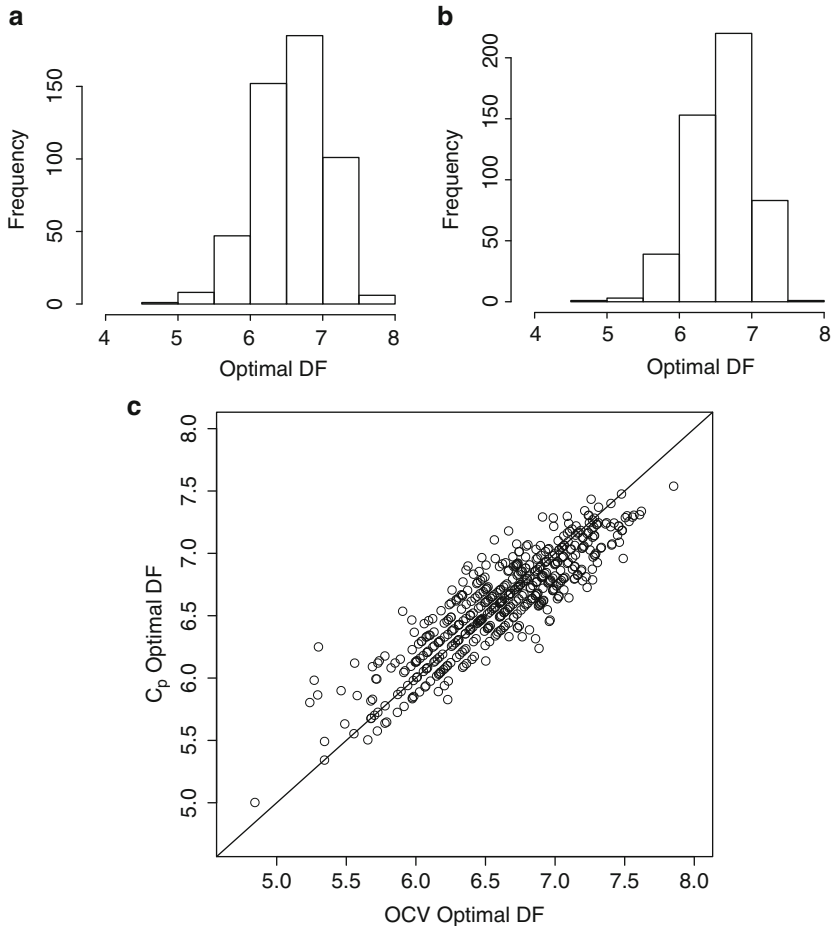 a
150
100
50
0
Frequency
4 5 6 7 8
Optimal DF
b
200
150
100
50
0
Frequency
4 5 6 7 8
Optimal DF
c
8.0
7.5
7.0
6.5
6.0
5.5
5.0
Cp Optimal DF
5.0 5.5 6.0 6.5 7.0 7.5 8.0
OCV Optimal DF